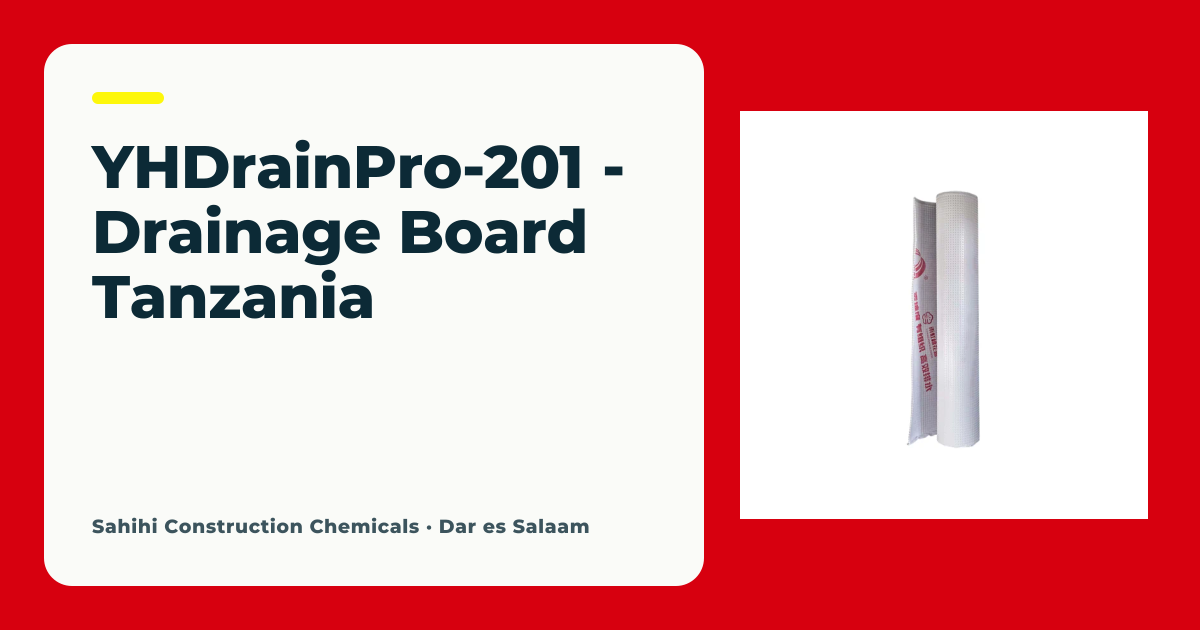 YHDrainPro-201 -
Drainage Board
Tanzania
Sahihi Construction Chemicals · Dar es Salaam